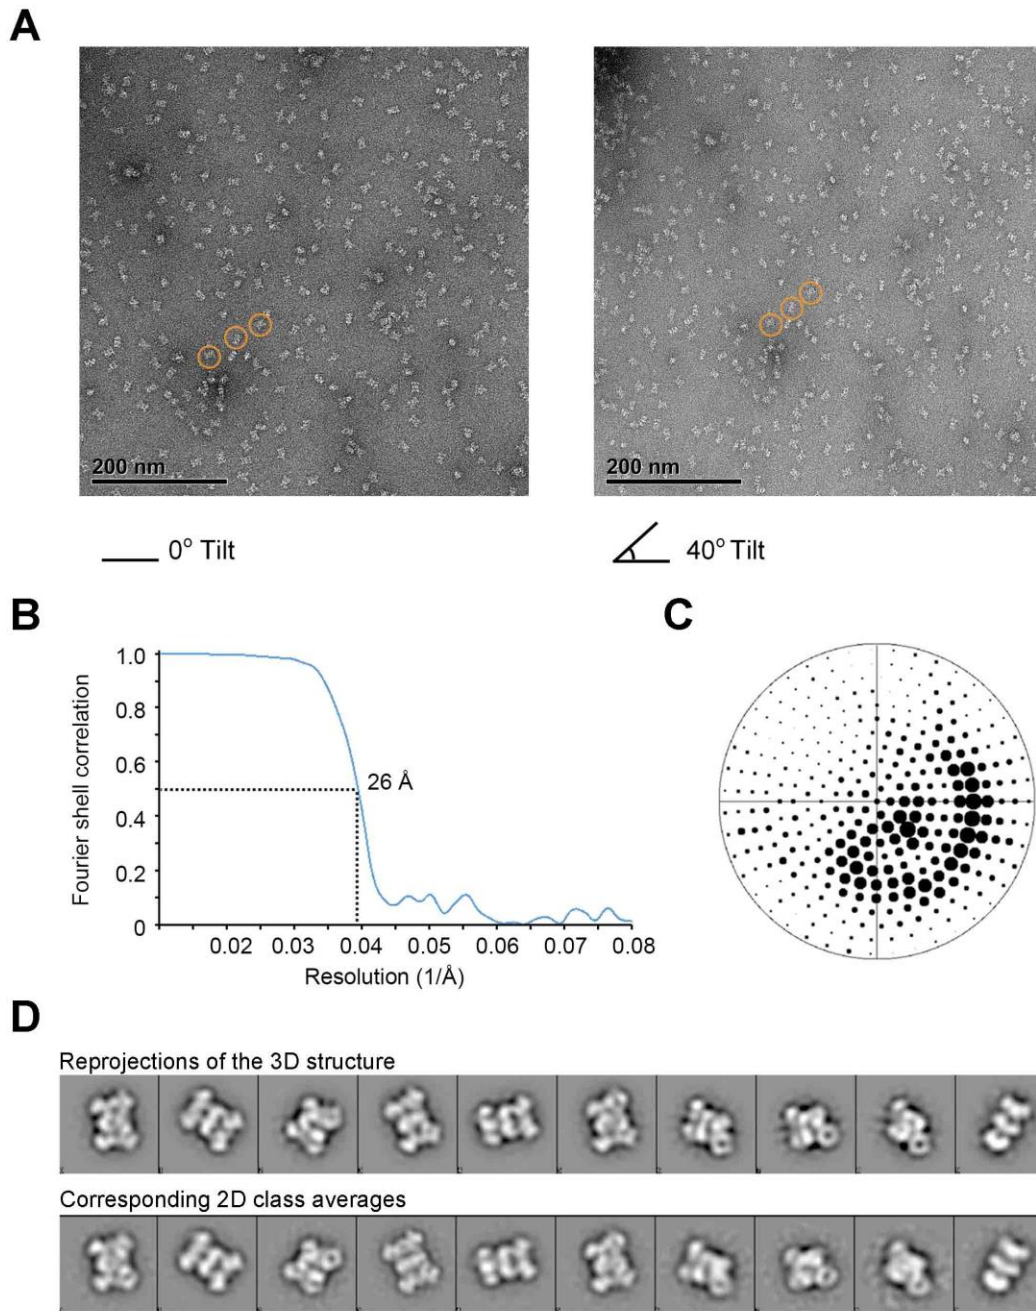 A
200 nm
200 nm
0° Tilt
40° Tilt
B
C
1.0
0.8
0.6
0.4
0.2
0
Fourier shell correlation
26 Å
0.02 0.03 0.04 0.05 0.06 0.07 0.08
Resolution (1/Å)
D
Reprojections of the 3D structure
Corresponding 2D class averages